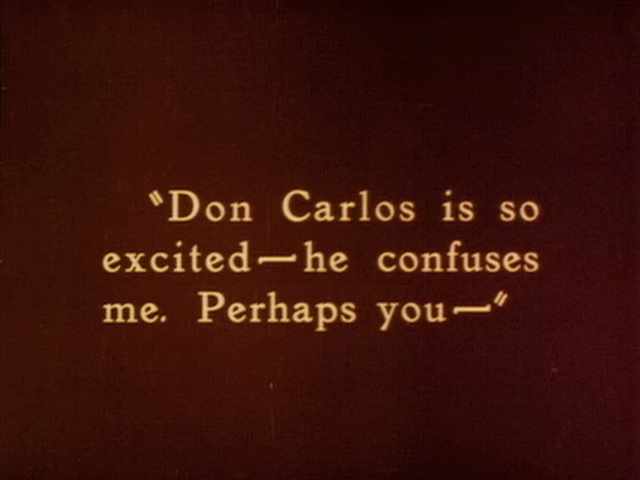 "Don Carlos is so
excited—he confuses
me. Perhaps you—"